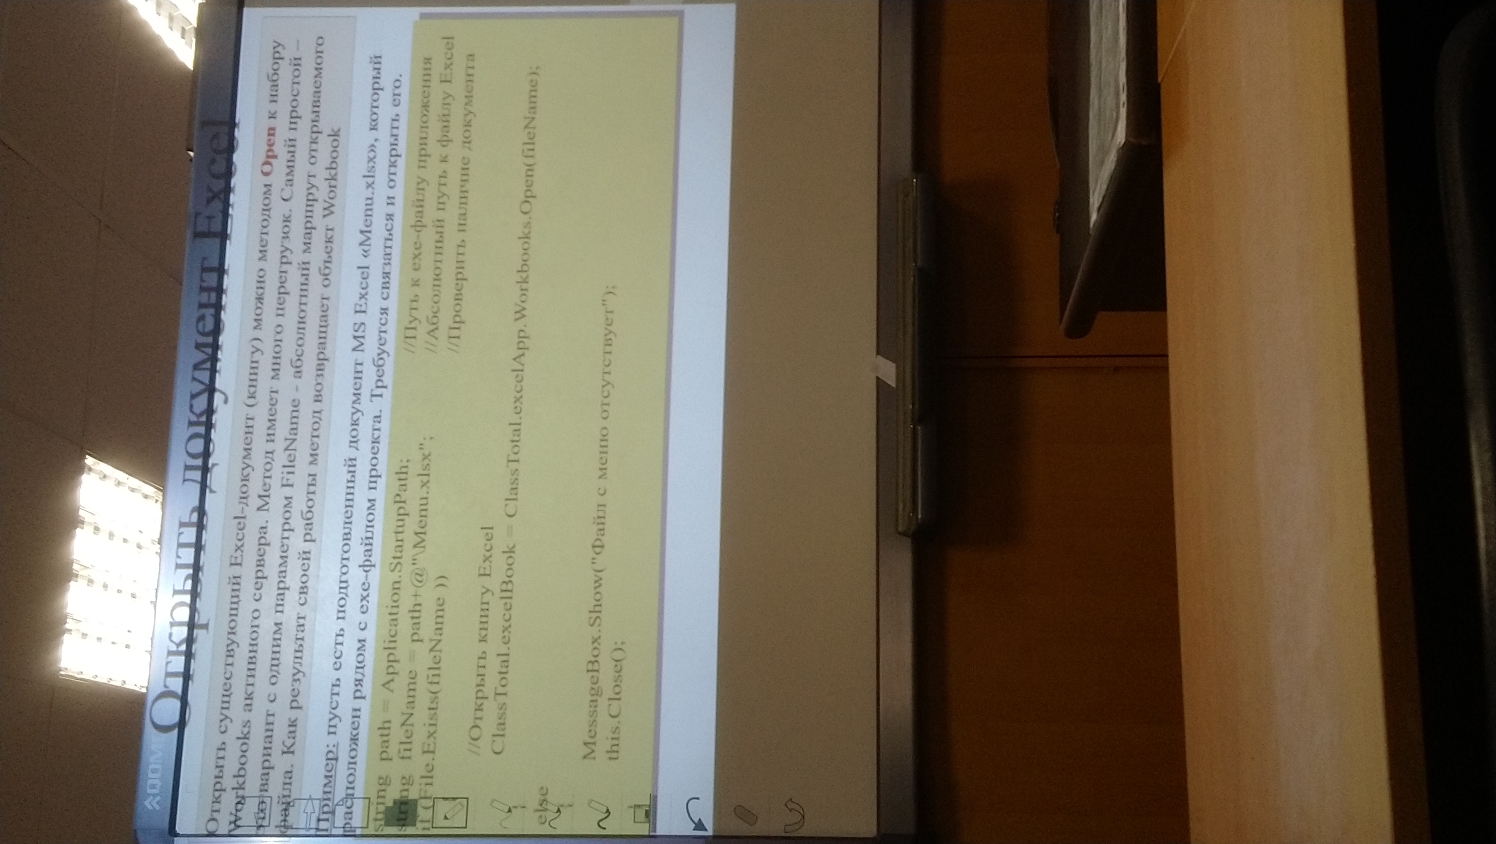 Открыть документ Excel
Открыть существующий Excel-документ (книгу) можно методом Open к набору
Workbooks активного сервера. Метод имеет много перегрузок. Самый простой –
это вариант с одним параметром FileName - абсолютный маршрут открываемого
файла. Как результат своей работы метод возвращает объект Workbook
Пример: пусть есть подготовленный документ MS Excel «Menu.xlsx», который
расположен рядом с exe-файлом проекта. Требуется связаться и открыть его.
string path = Application.StartupPath; //Путь к exe-файлу приложения
string fileName = path+@"\Menu.xlsx"; //Абсолютный путь к файлу Excel
if (File.Exists(fileName )) //Проверить наличие документа
//Открыть книгу Excel
ClassTotal.excelBook = ClassTotal.excelApp.Workbooks.Open(fileName);
else
MessageBox.Show("Файл с меню отсутствует");
this.Close();